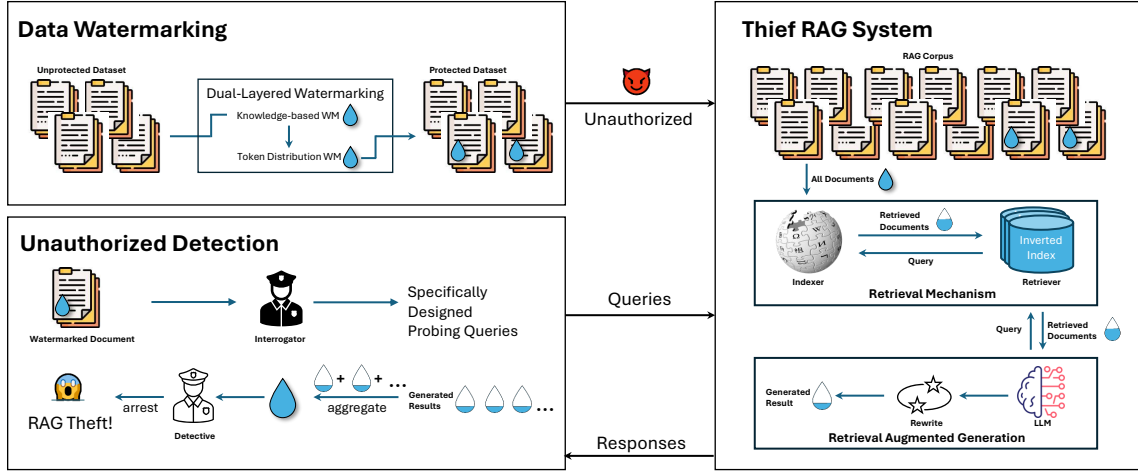 Data Watermarking
Unprotected Dataset
Dual-Layered Watermarking
Knowledge-based WM
Token Distribution WM
Protected Dataset
Unauthorized
Thief RAG System
RAG Corpus
All Documents
Retrieved
Documents
Query
Indexer
Inverted
Index
Retriever
Retrieval Mechanism
Query
Retrieved
Documents
Generated
Result
Rewrite
LLM
Retrieval Augmented Generation
Unauthorized Detection
Watermarked Document
Interrogator
Specifically
Designed
Probing Queries
Queries
RAG Theft!
arrest
Detective
+ + ...
aggregate
Generated
Results
...
Responses